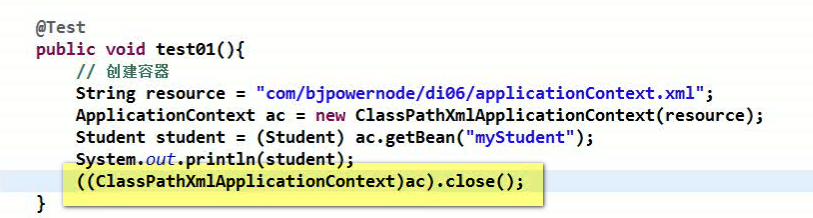 @Test
public void test01(){
// 创建容器
String resource = "com/bjpowernode/di06/applicationContext.xml";
ApplicationContext ac = new ClassPathXmlApplicationContext(resource);
Student student = (Student) ac.getBean("myStudent");
System.out.println(student);
((ClassPathXmlApplicationContext)ac).close();
}